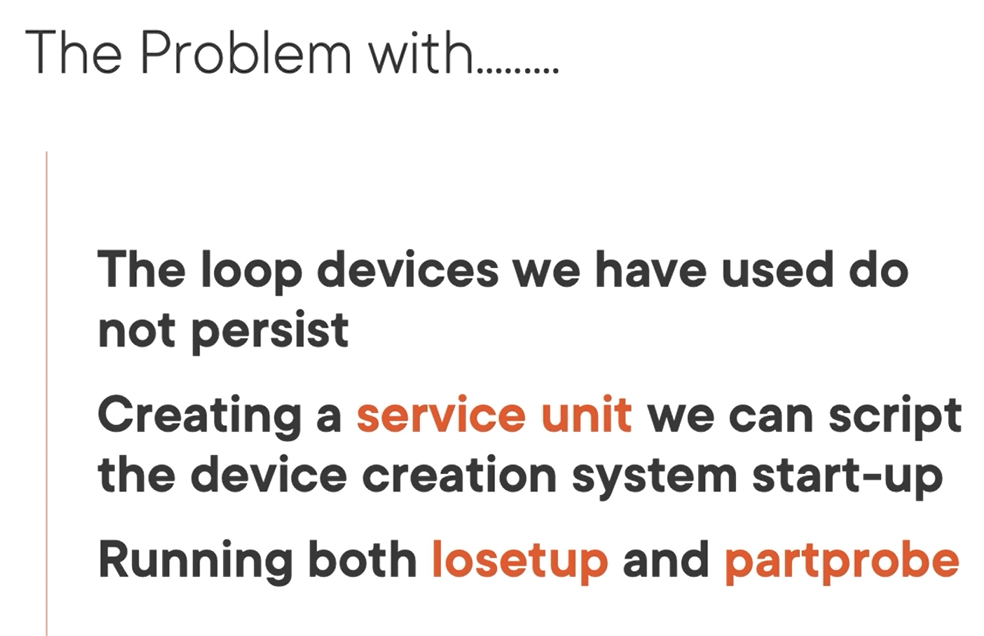 The Problem with.........
The loop devices we have used do
not persist
Creating a service unit we can script
the device creation system start-up
Running both losetup and partprobe